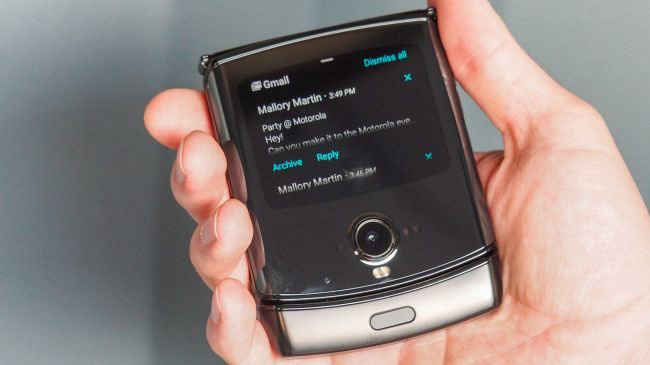 Dismiss all
Gmail
Mallory Martin · 3:49 PM
Party @ Motorola
Hey!
Can you make it to the Motorola eve...
Archive Reply
Mallory Martin · 3:46 PM